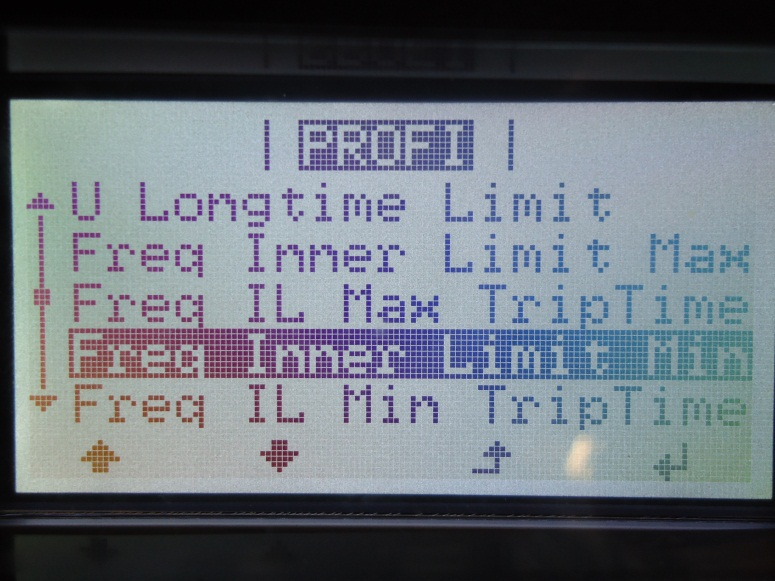 PROFI
U Longtime Limit
Freq Inner Limit Max
Freq IL Max TripTime
Freq Inner Limit Min
Freq IL Min TripTime